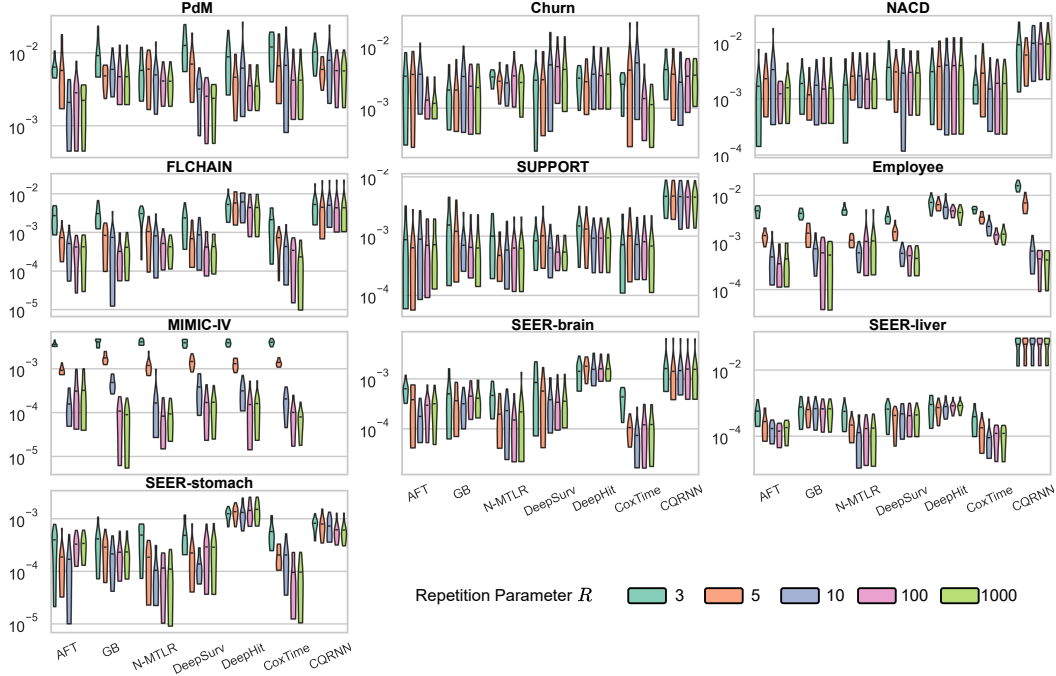 PdM
Churn
NACD
10−2
10−3
10−2
10−3
10−2
10−3
10−4
FLCHAIN
SUPPORT
Employee
10−2
10−3
10−4
10−5
10−2
10−3
10−4
10−2
10−3
10−4
MIMIC-IV
SEER-brain
SEER-liver
10−3
10−4
10−5
10−3
10−4
10−2
10−4
AFT GB N-MTLR DeepSurv DeepHit CoxTime CQRNN
AFT GB N-MTLR DeepSurv DeepHit CoxTime CQRNN
SEER-stomach
10−3
10−4
10−5
AFT GB N-MTLR DeepSurv DeepHit CoxTime CQRNN
Repetition Parameter R 3 5 10 100 1000